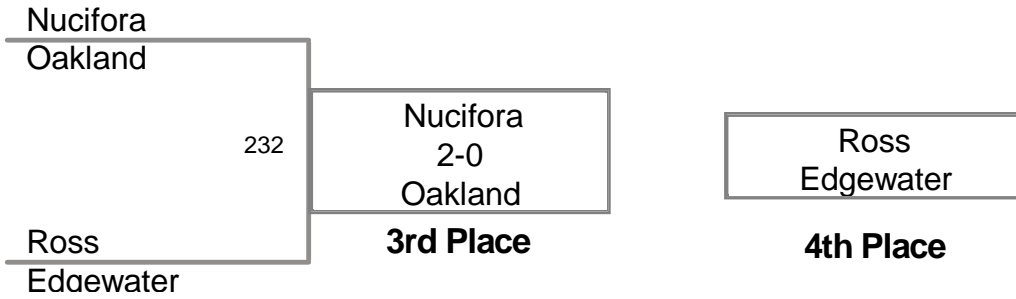 Nucifora
Oakland
232
Nucifora
2-0
Oakland
3rd Place
Ross
Edgewater
4th Place
Ross
Edgewater